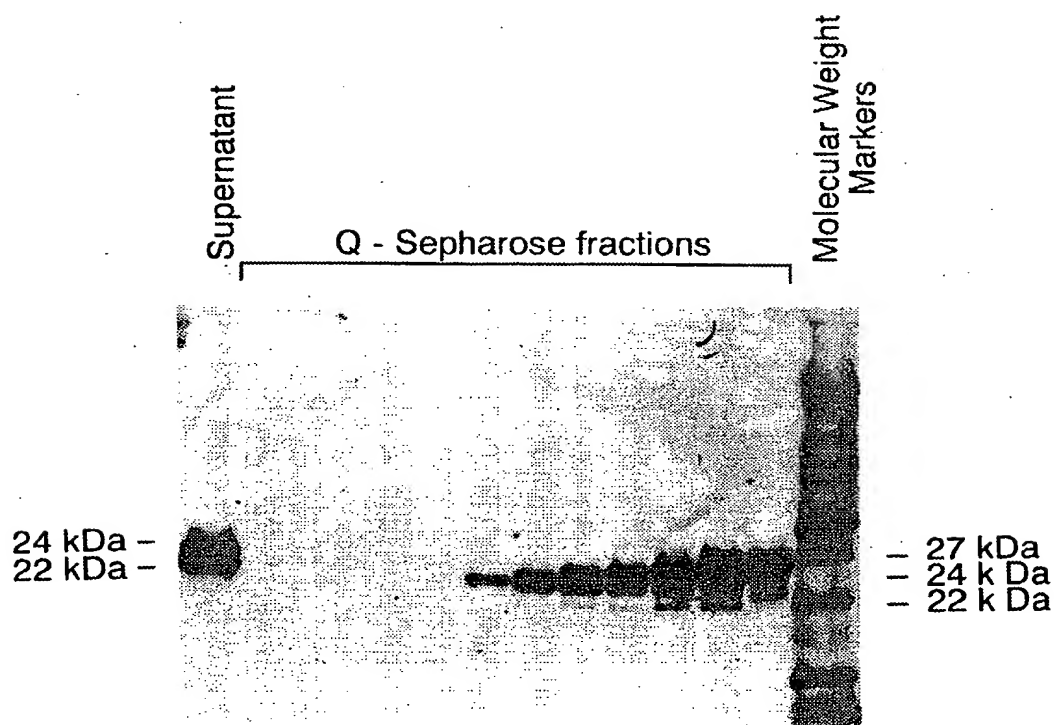 Supernatant
Q - Sepharose fractions
Molecular Weight
Markers
24 kDa –
22 kDa –
– 27 kDa
– 24 k Da
– 22 k Da